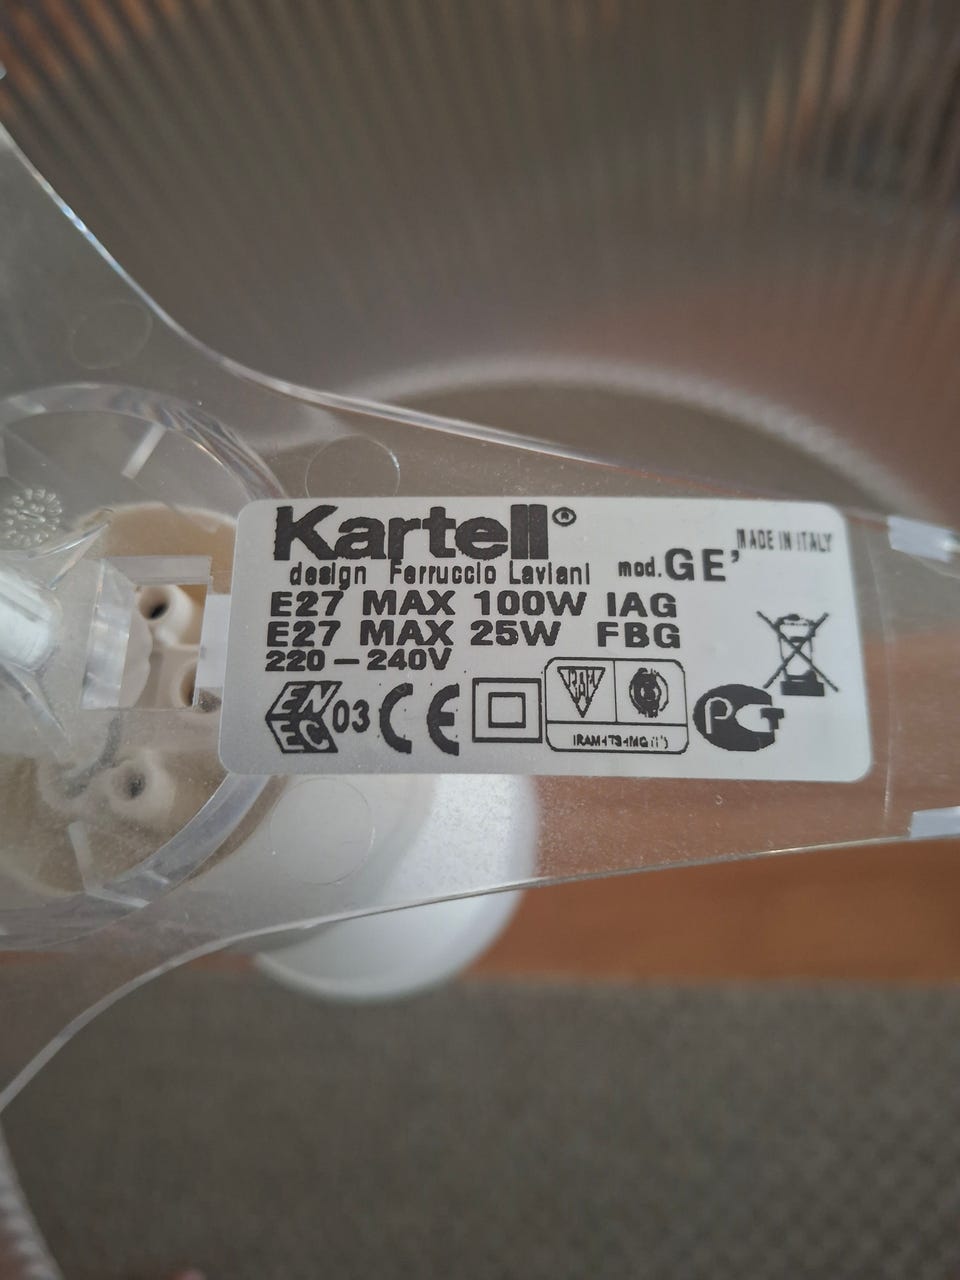 Kartell®
design Ferruccio Laviani
mod. GE'
MADE IN ITALY
E27 MAX 100W IAG
E27 MAX 25W FBG
220 – 240V
EN
EC
03 CE
PCT